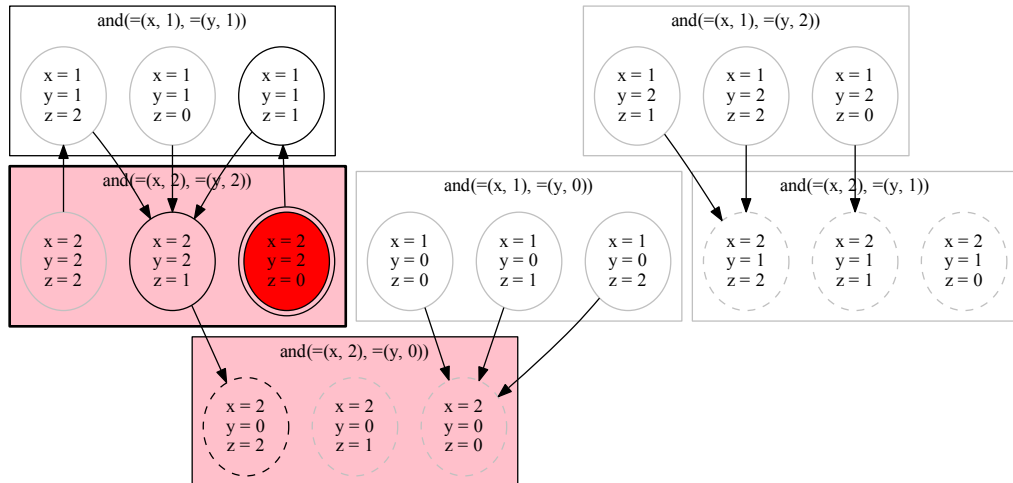 and(=(x, 1), =(y, 1))
x = 1
y = 1
z = 2
x = 1
y = 1
z = 0
x = 1
y = 1
z = 1
and(=(x, 1), =(y, 2))
x = 1
y = 2
z = 1
x = 1
y = 2
z = 2
x = 1
y = 2
z = 0
and(=(x, 2), =(y, 2))
x = 2
y = 2
z = 2
x = 2
y = 2
z = 1
x = 2
y = 2
z = 0
and(=(x, 1), =(y, 0))
x = 1
y = 0
z = 0
x = 1
y = 0
z = 1
x = 1
y = 0
z = 2
and(=(x, 2), =(y, 1))
x = 2
y = 1
z = 2
x = 2
y = 1
z = 1
x = 2
y = 1
z = 0
and(=(x, 2), =(y, 0))
x = 2
y = 0
z = 2
x = 2
y = 0
z = 1
x = 2
y = 0
z = 0